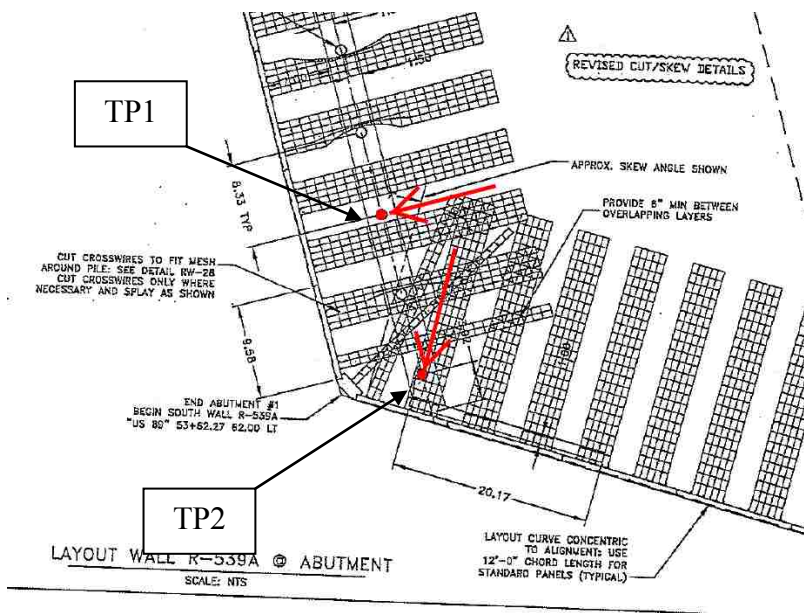 1
REVISED CUT/SKEW DETAILS
TP1
APPROX. SKEW ANGLE SHOWN
8.33 TYP
PROVIDE 6" MIN BETWEEN
OVERLAPPING LAYERS
CUT CROSSWIRES TO FIT MESH
AROUND PILE: SEE DETAIL RW-28
CUT CROSSWIRES ONLY WHERE
NECESSARY AND SPLAY AS SHOWN
9.58
END ABUTMENT #1
BEGIN SOUTH WALL R-539A
"US 89" 53+62.27 62.00 LT
TP2
20.17
LAYOUT CURVE CONCENTRIC
TO ALIGNMENT: USE
12'-0" CHORD LENGTH FOR
STANDARD PANELS (TYPICAL)
LAYOUT WALL R-539A @ ABUTMENT
SCALE: NTS